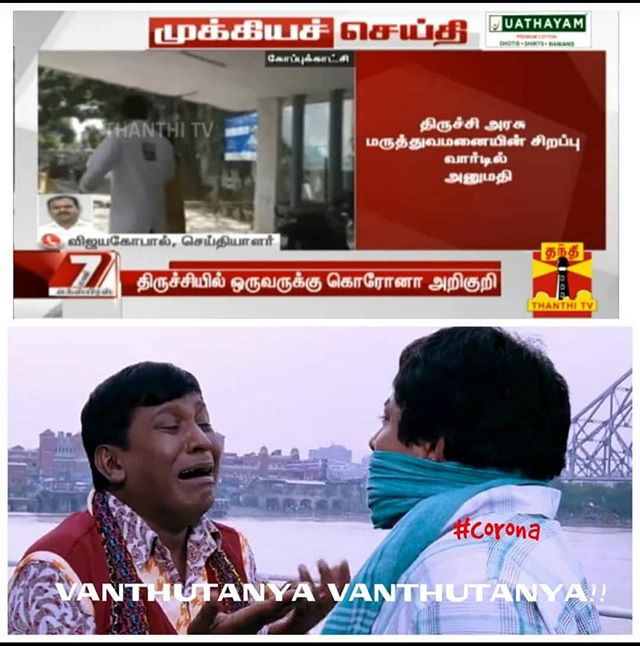 முக்கியச் செய்தி
UATHAYAM
PREMIUM COTTON
DHOTIS • SHIRTS • BANIANS
கோப்புக்காட்சி
THANTHI TV
திருச்சி அரசு
மருத்துவமனையின் சிறப்பு
வார்டில்
அனுமதி
விஜயகோபால், செய்தியாளர்
7
எக்ஸ்பிரஸ்
திருச்சியில் ஒருவருக்கு கொரோனா அறிகுறி
தந்தி
THANTHI TV
#corona
VANTHUTANYA VANTHUTANYA!!